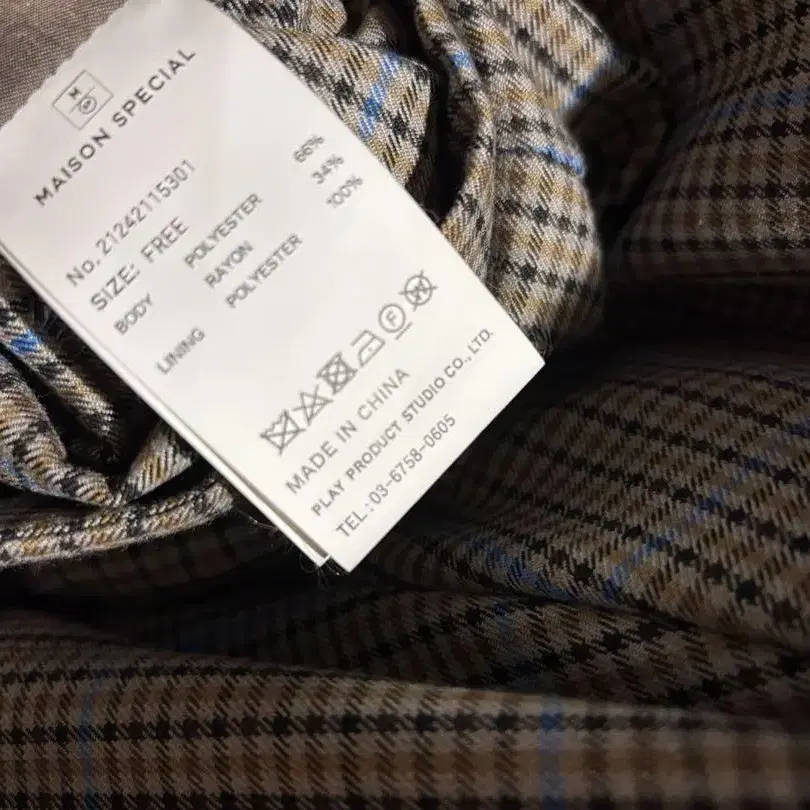 MAISON SPECIAL
No. 21242115301
SIZE: FREE
BODY POLYESTER 66%
RAYON 34%
LINING POLYESTER 100%
MADE IN CHINA
PLAY PRODUCT STUDIO CO., LTD.
TEL : 03-6758-0605